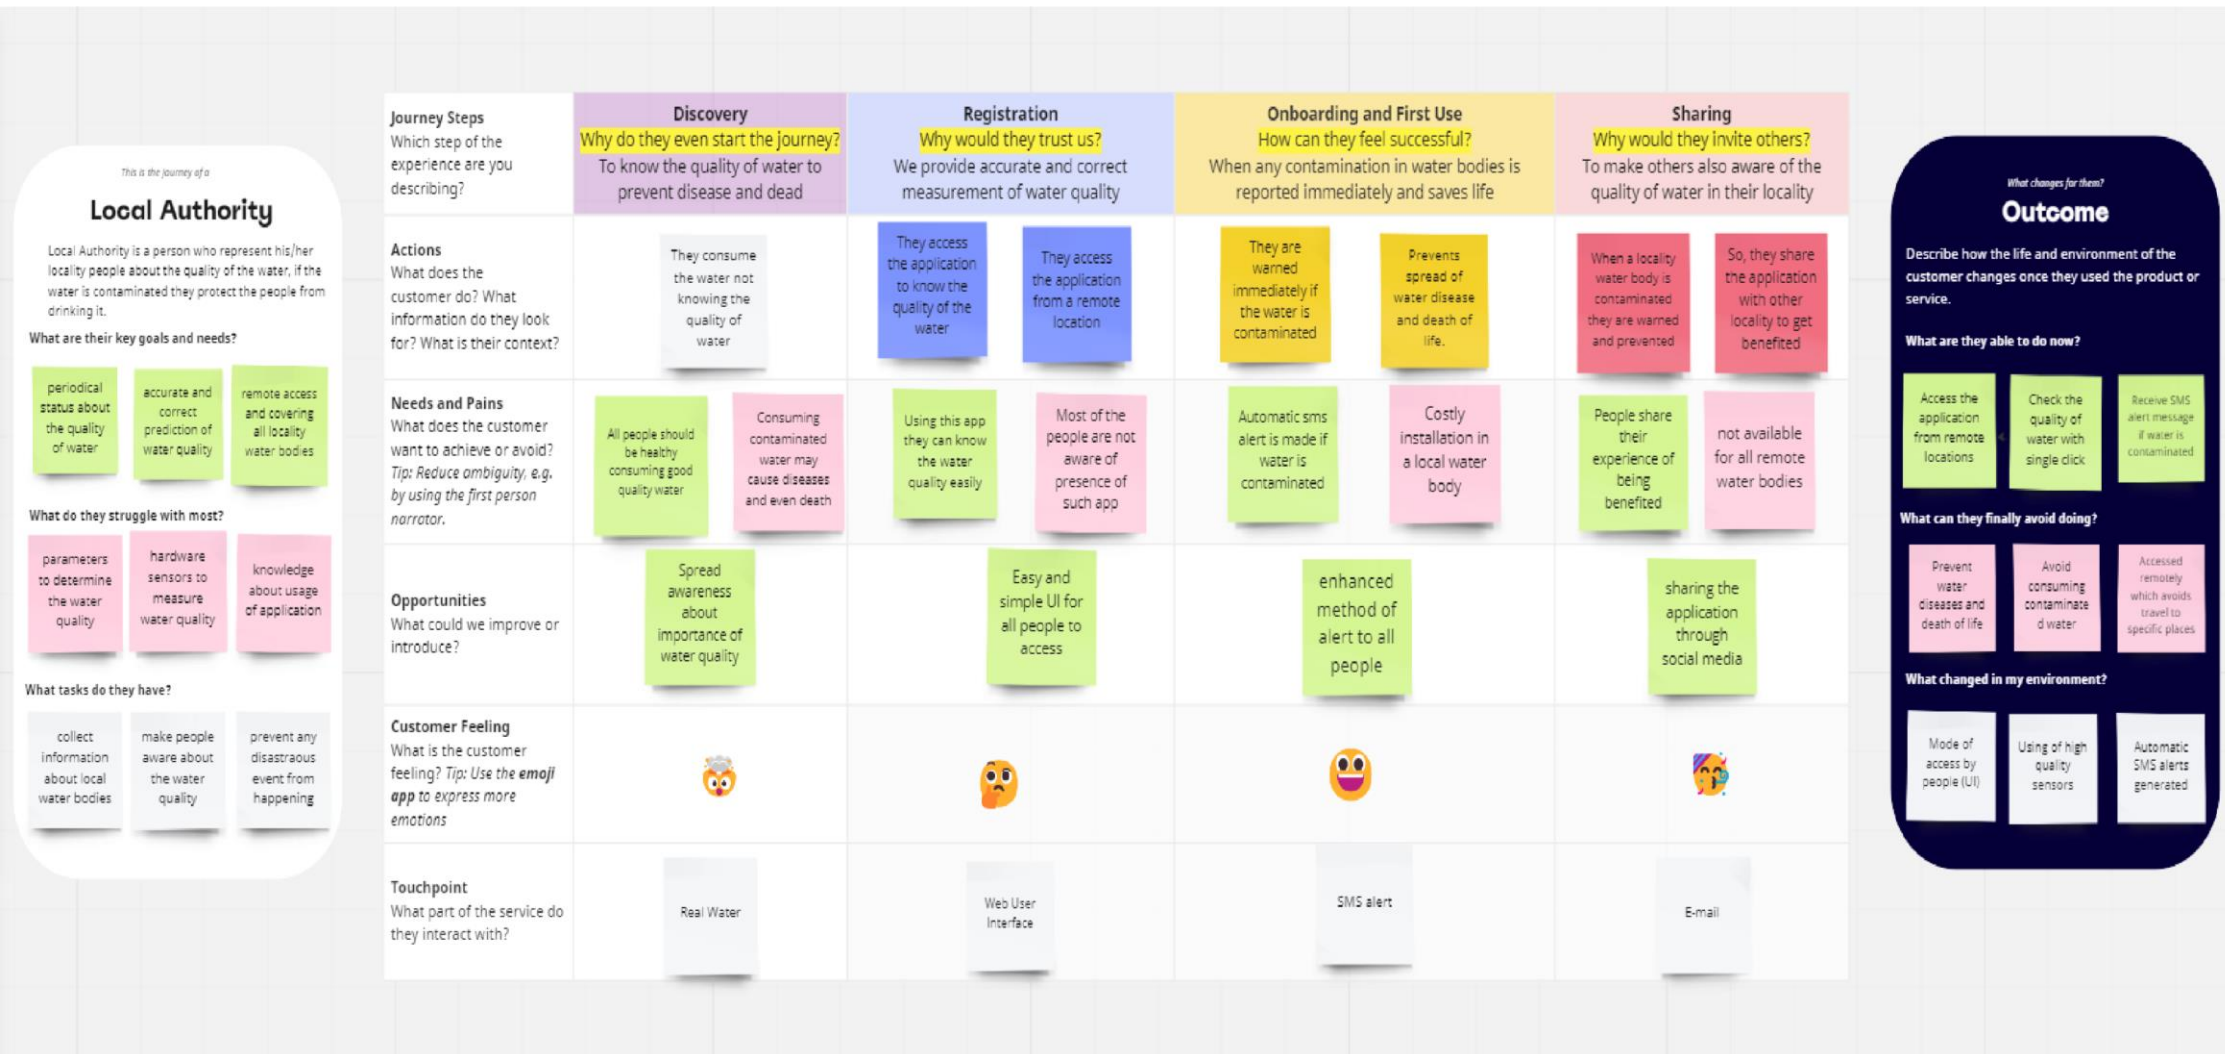 This is the journey of a
Local Authority
Local Authority is a person who represent his/her
locality people about the quality of the water, if the
water is contaminated they protect the people from
drinking it.
What are their key goals and needs?
periodical
status about
the quality
of water
accurate and
correct
prediction of
water quality
remote access
and covering
all locality
water bodies
What do they struggle with most?
parameters
to determine
the water
quality
hardware
sensors to
measure
water quality
knowledge
about usage
of application
What tasks do they have?
collect
information
about local
water bodies
make people
aware about
the water
quality
prevent any
disastraous
event from
happening
Journey Steps
Which step of the
experience are you
describing?
Discovery
Why do they even start the journey?
To know the quality of water to
prevent disease and dead
Registration
Why would they trust us?
We provide accurate and correct
measurement of water quality
Onboarding and First Use
How can they feel successful?
When any contamination in water bodies is
reported immediately and saves life
Sharing
Why would they invite others?
To make others also aware of the
quality of water in their locality
Actions
What does the
customer do? What
information do they look
for? What is their context?
They consume
the water not
knowing the
quality of
water
They access
the application
to know the
quality of the
water
They access
the application
from a remote
location
They are
warned
immediately if
the water is
contaminated
Prevents
spread of
water disease
and death of
life.
When a locality
water body is
contaminated
they are warned
and prevented
So, they share
the application
with other
locality to get
benefited
Needs and Pains
What does the customer
want to achieve or avoid?
Tip: Reduce ambiguity, e.g.
by using the first person
narrator.
All people should
be healthy
consuming good
quality water
Consuming
contaminated
water may
cause diseases
and even death
Using this app
they can know
the water
quality easily
Most of the
people are not
aware of
presence of
such app
Automatic sms
alert is made if
water is
contaminated
Costly
installation in
a local water
body
People share
their
experience of
being
benefited
not available
for all remote
water bodies
Opportunities
What could we improve or
introduce?
Spread
awareness
about
importance of
water quality
Easy and
simple UI for
all people to
access
enhanced
method of
alert to all
people
sharing the
application
through
social media
Customer Feeling
What is the customer
feeling? Tip: Use the emoji
app to express more
emotions
Touchpoint
What part of the service do
they interact with?
Real Water
Web User
Interface
SMS alert
E-mail
What changes for them?
Outcome
Describe how the life and environment of the
customer changes once they used the product or
service.
What are they able to do now?
Access the
application
from remote
locations
Check the
quality of
water with
single click
Receive SMS
alert message
if water is
contaminated
What can they finally avoid doing?
Prevent
water
diseases and
death of life
Avoid
consuming
contaminate
d water
Accessed
remotely
which avoids
travel to
specific places
What changed in my environment?
Mode of
access by
people (UI)
Using of high
quality
sensors
Automatic
SMS alerts
generated